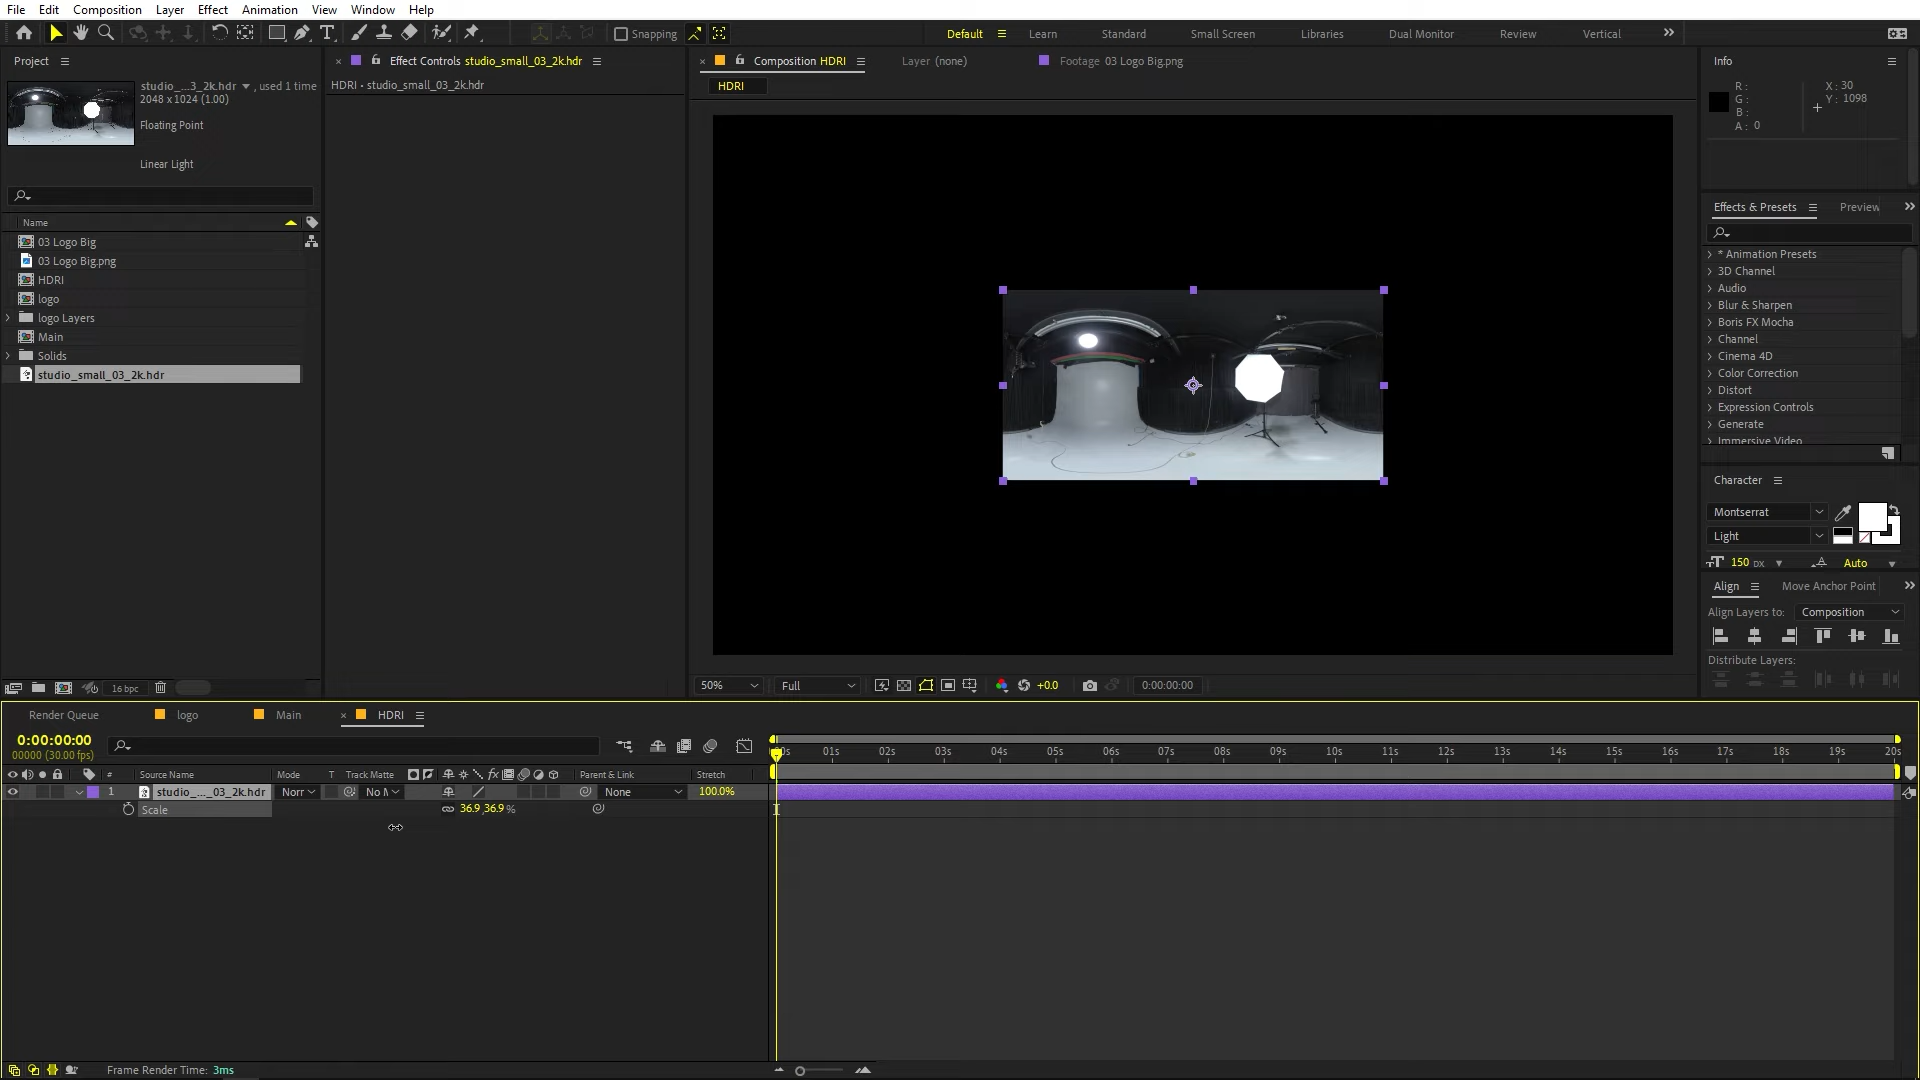 File Edit Composition Layer Effect Animation View Window Help
Snapping
Default Learn Standard Small Screen Libraries Dual Monitor Review Vertical
Project
studio_...3_2k.hdr , used 1 time
2048 x 1024 (1.00)
Floating Point
Linear Light
Name
03 Logo Big
03 Logo Big.png
HDRI
logo
logo Layers
Main
Solids
studio_small_03_2k.hdr
16 bpc
Effect Controls studio_small_03_2k.hdr
HDRI • studio_small_03_2k.hdr
Composition HDRI
Layer (none)
Footage 03 Logo Big.png
HDRI
50%
Full
+0.0
0:00:00:00
Info
R :
G :
B :
A : 0
X : 30
Y : 1098
Effects & Presets
Preview
* Animation Presets
3D Channel
Audio
Blur & Sharpen
Boris FX Mocha
Channel
Cinema 4D
Color Correction
Distort
Expression Controls
Generate
Immersive Video
Character
Montserrat
Light
150 px
Auto
Align
Move Anchor Point
Align Layers to: Composition
Distribute Layers:
Render Queue
logo
Main
HDRI
0:00:00:00
00000 (30.00 fps)
# Source Name Mode T Track Matte Parent & Link Stretch
1 studio_..._03_2k.hdr Norr No M None 100.0%
Scale 36.9,36.9 %
00s 01s 02s 03s 04s 05s 06s 07s 08s 09s 10s 11s 12s 13s 14s 15s 16s 17s 18s 19s 20s
Frame Render Time: 3ms